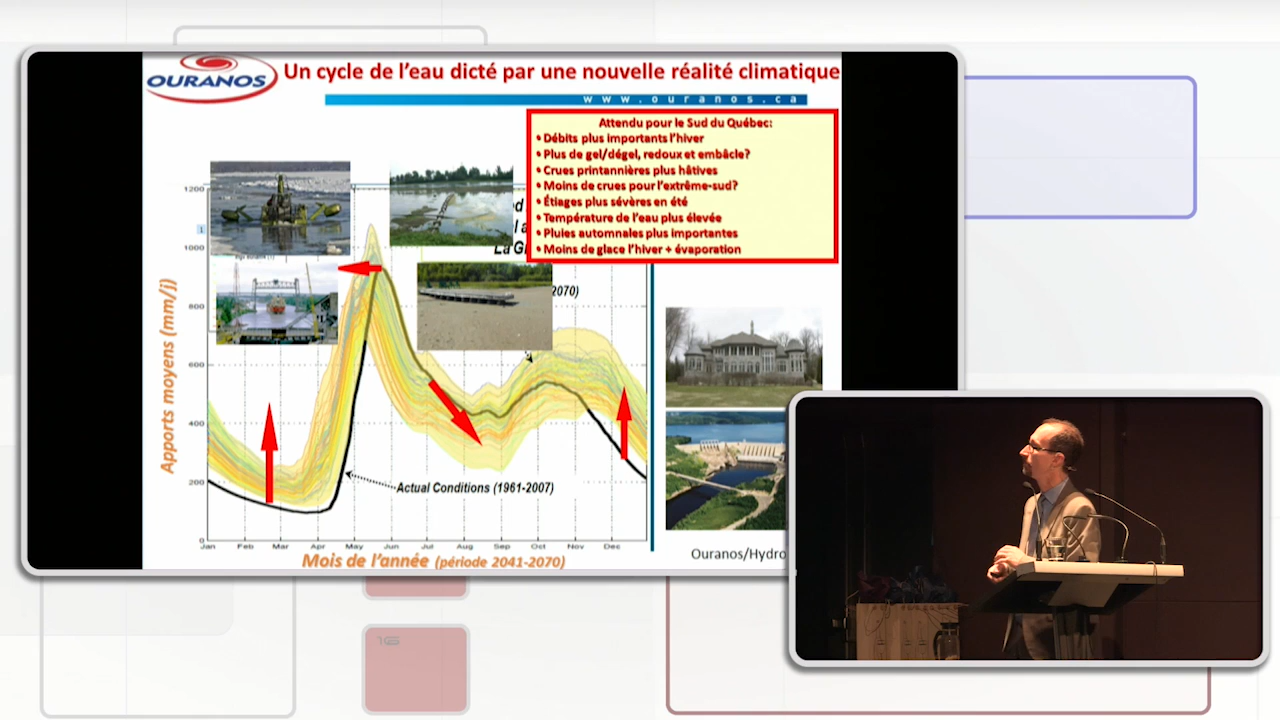 OURANOS
Un cycle de l'eau dicté par une nouvelle réalité climatique
www.ouranos.ca
Attendu pour le Sud du Québec:
• Débits plus importants l'hiver
• Plus de gel/dégel, redoux et embâcle?
• Crues printannières plus hâtives
• Moins de crues pour l'extrême-sud?
• Étiages plus sévères en été
• Température de l'eau plus élevée
• Pluies automnales plus importantes
• Moins de glace l'hiver + évaporation
La G
2070)
Apports moyens (mm/j)
1200
1000
800
600
400
200
0
Actual Conditions (1961-2007)
Jan Feb Mar Apr May Jun Jul Aug Sep Oct Nov Dec
Mois de l'année (période 2041-2070)
Ouranos/Hydro
16